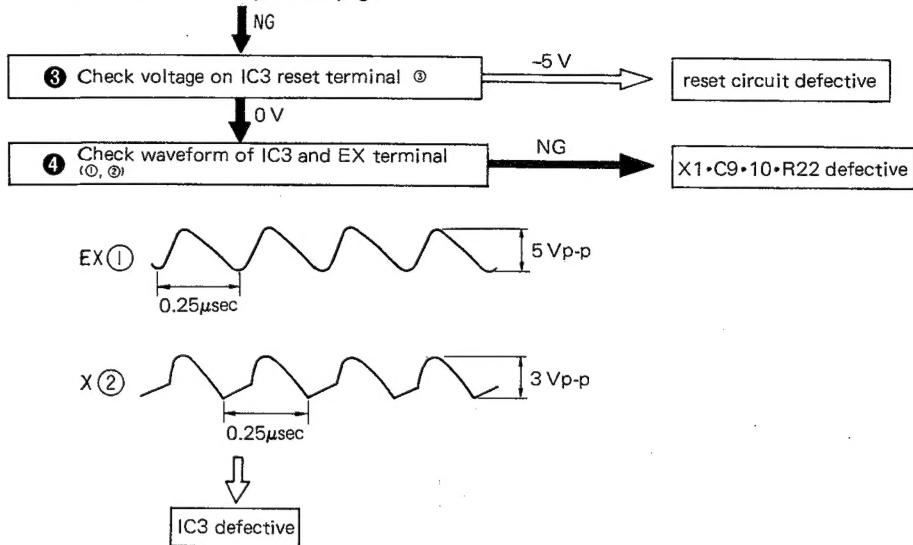 NG
❸ Check voltage on IC3 reset terminal ③
-5 V
reset circuit defective
0 V
❹ Check waveform of IC3 and EX terminal
(①, ②)
NG
X1•C9•10•R22 defective
EX①
5 Vp-p
0.25µsec
X②
3 Vp-p
0.25µsec
IC3 defective